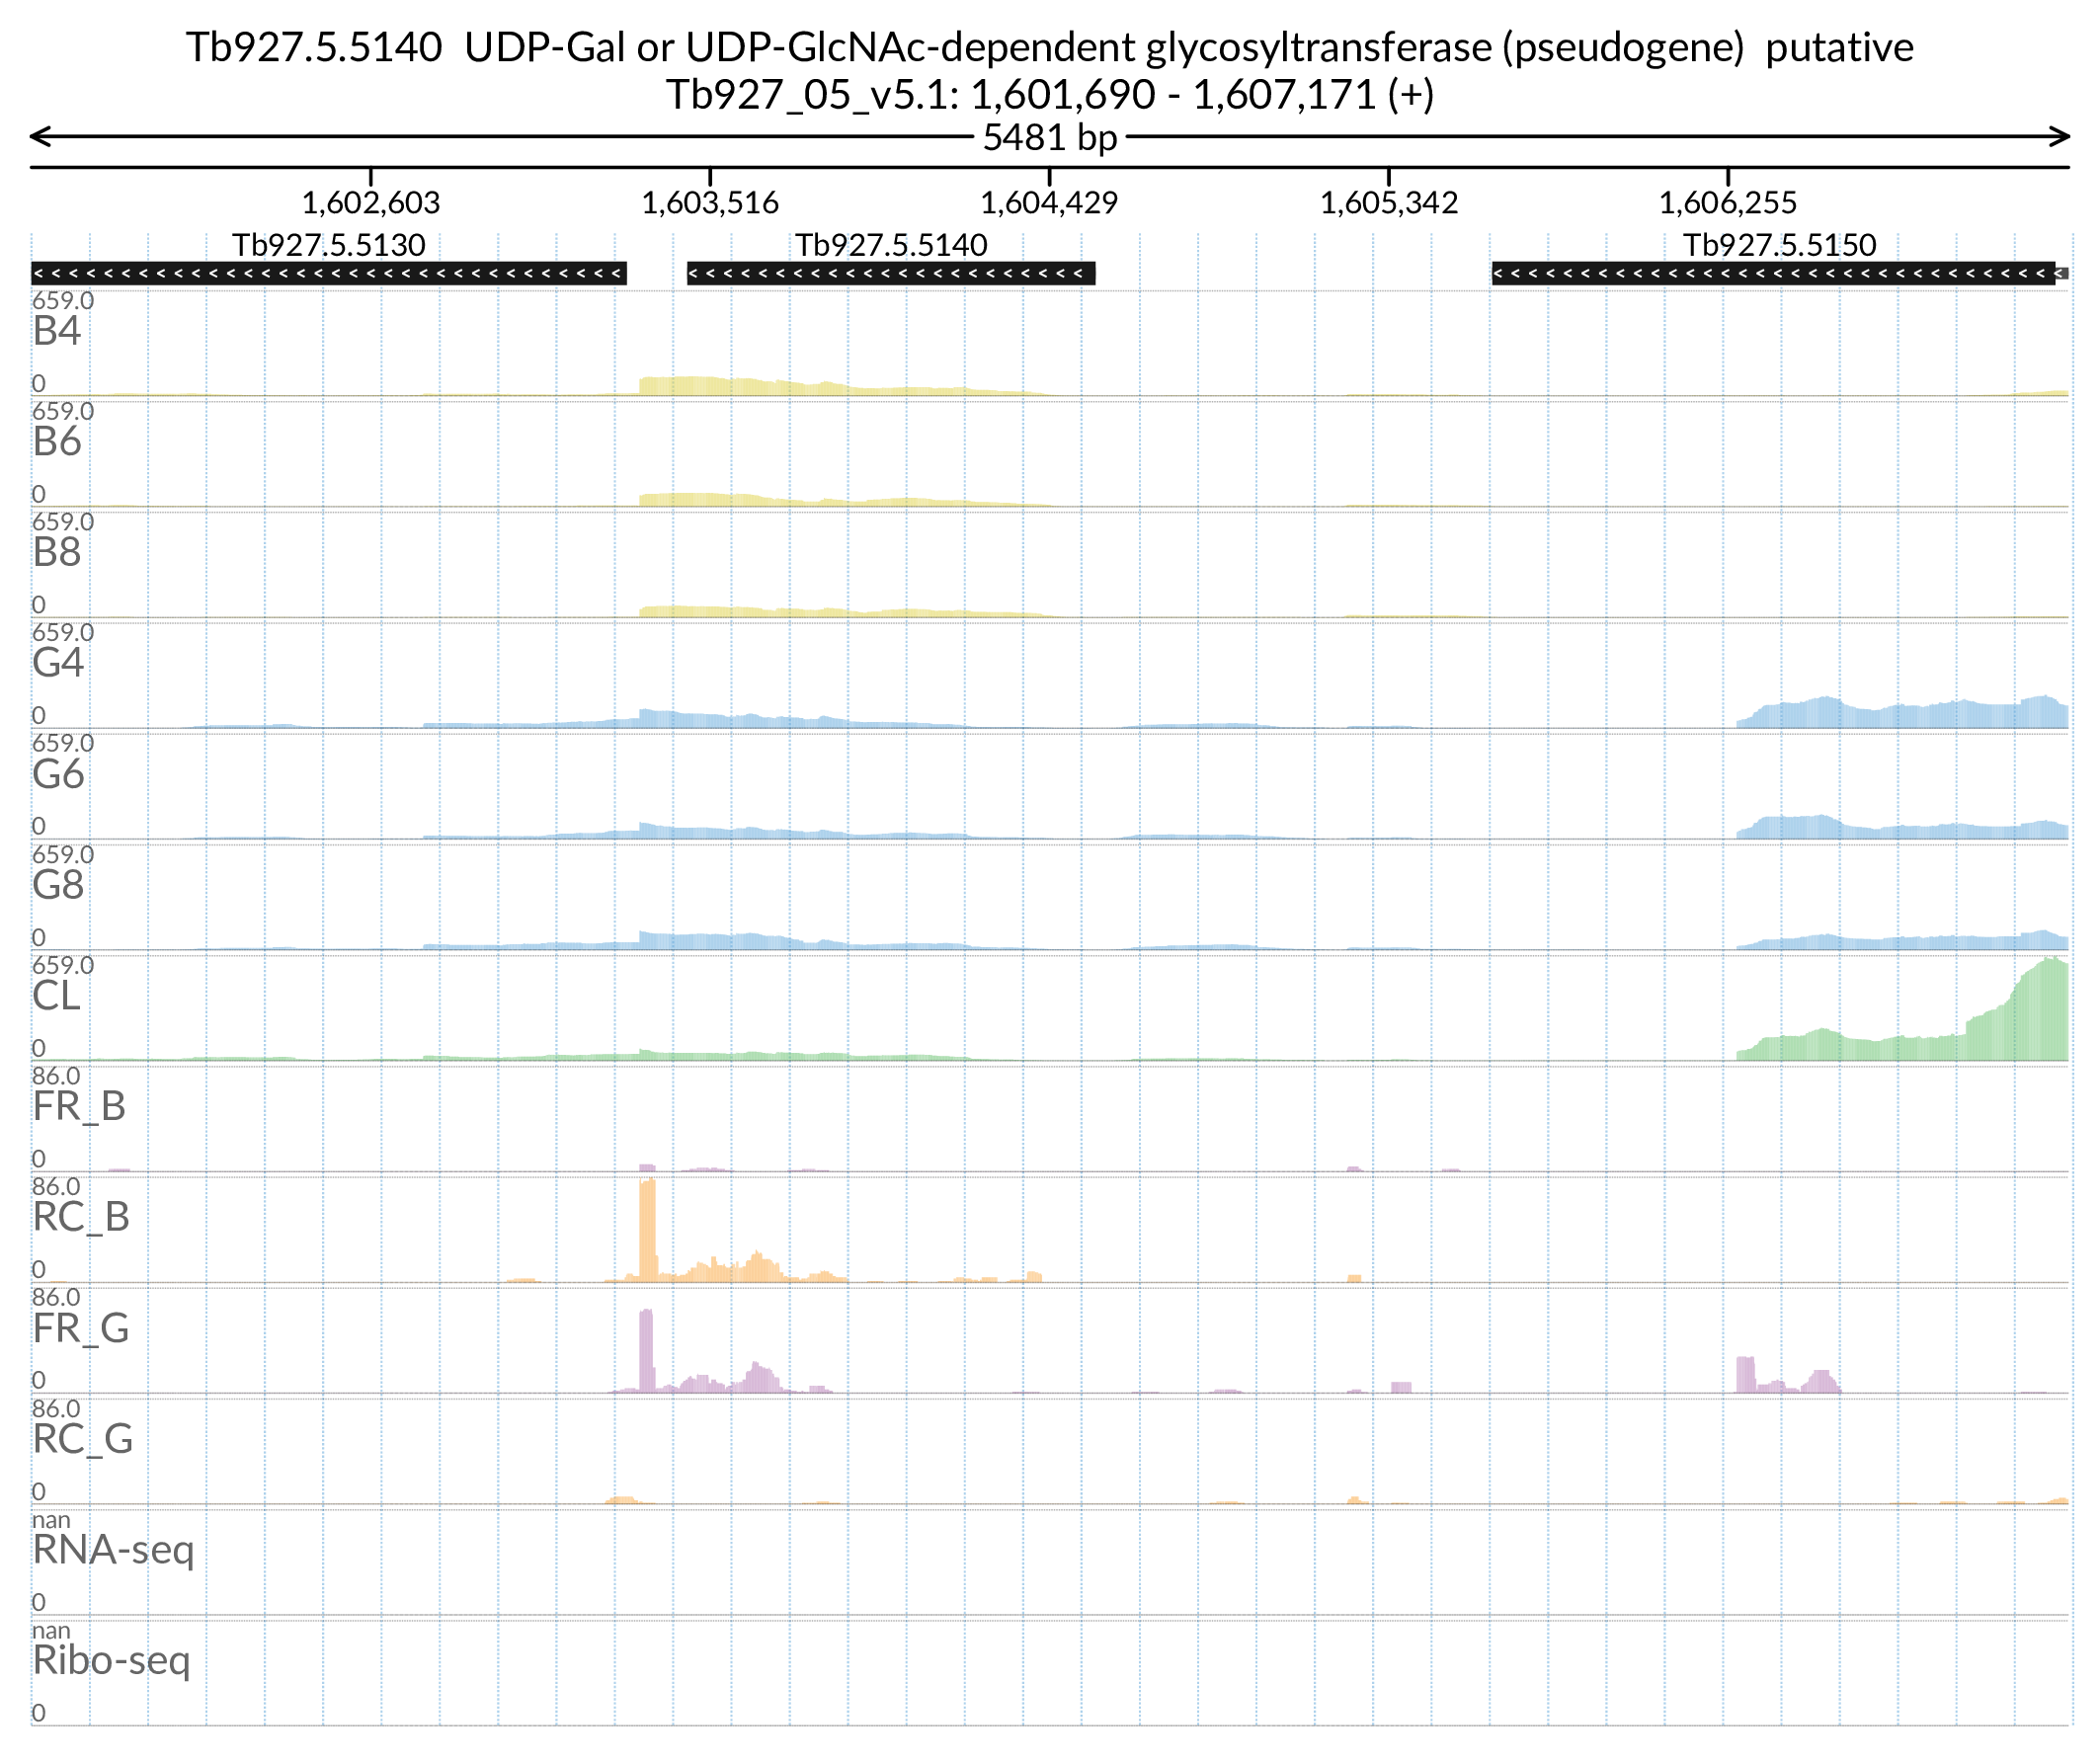 Tb927.5.5140  UDP-Gal or UDP-GlcNAc-dependent glycosyltransferase (pseudogene)  putative
Tb927_05_v5.1: 1,601,690 - 1,607,171 (+)
5481 bp
1,602,603 1,603,516 1,604,429 1,605,342 1,606,255
Tb927.5.5130 Tb927.5.5140 Tb927.5.5150
659.0
B4
0
659.0
B6
0
659.0
B8
0
659.0
G4
0
659.0
G6
0
659.0
G8
0
659.0
CL
0
86.0
FR_B
0
86.0
RC_B
0
86.0
FR_G
0
86.0
RC_G
0
nan
RNA-seq
0
nan
Ribo-seq
0